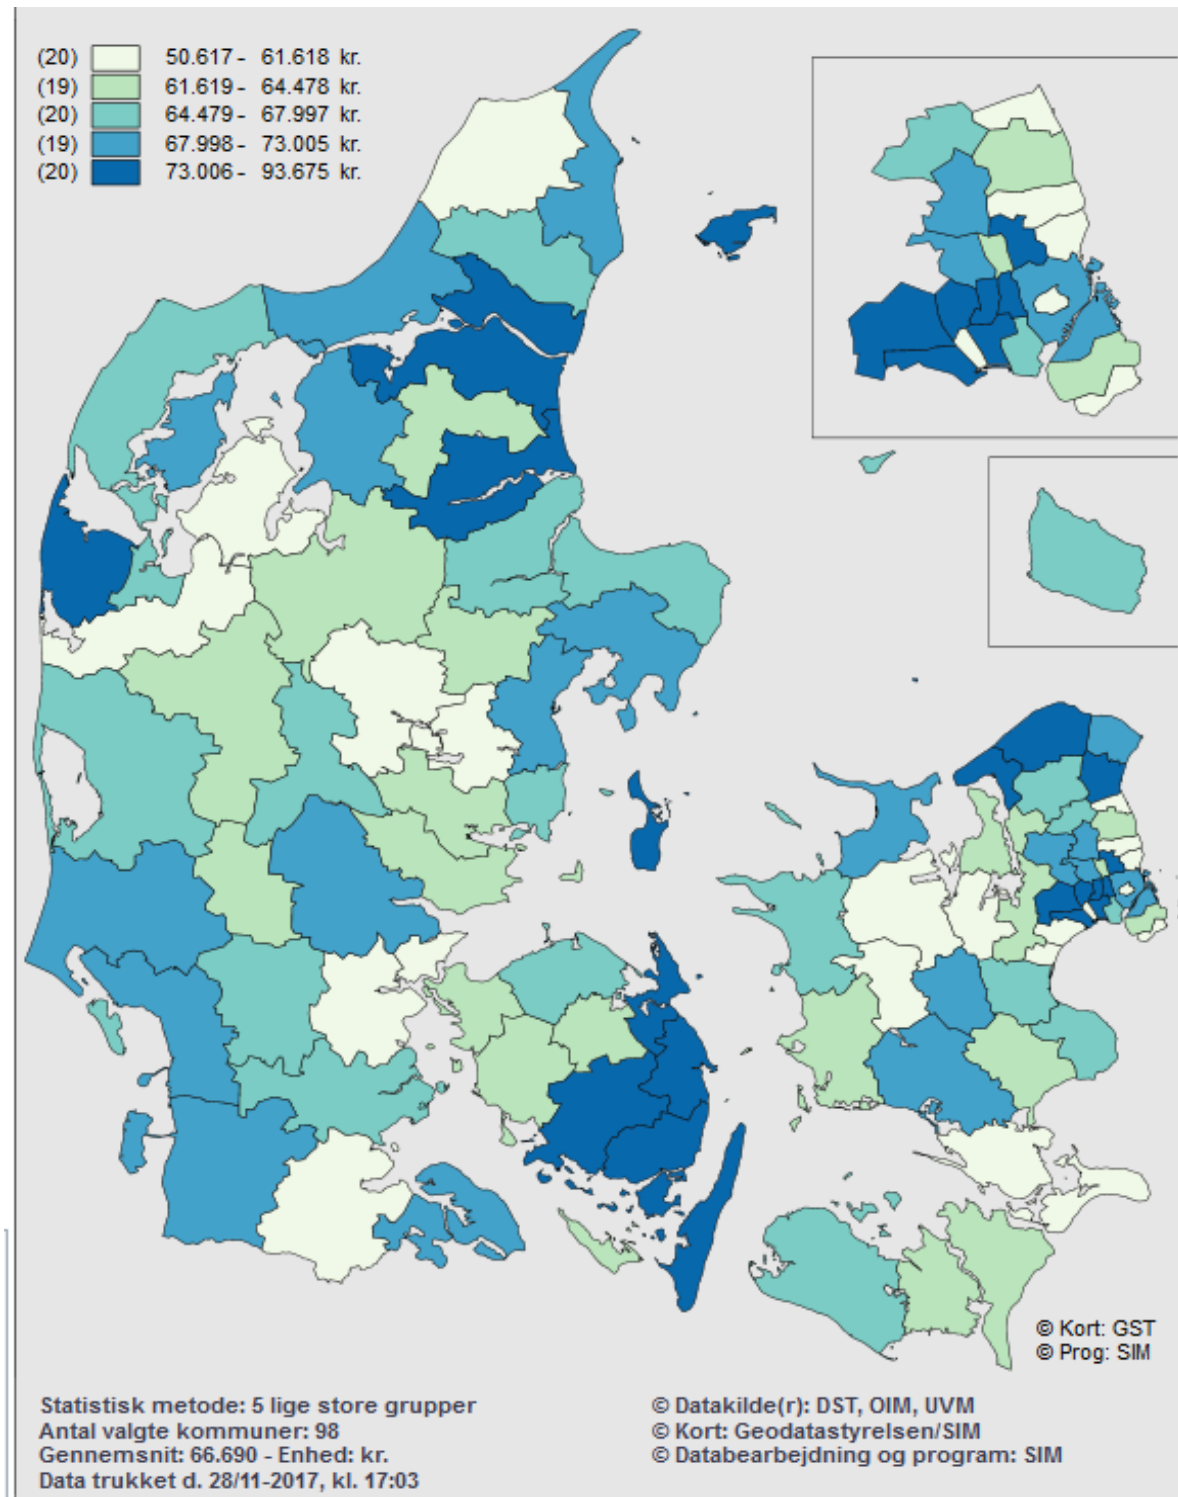 (20) 50.617 - 61.618 kr.
(19) 61.619 - 64.478 kr.
(20) 64.479 - 67.997 kr.
(19) 67.998 - 73.005 kr.
(20) 73.006 - 93.675 kr.
© Kort: GST
© Prog: SIM
Statistisk metode: 5 lige store grupper
Antal valgte kommuner: 98
Gennemsnit: 66.690 - Enhed: kr.
Data trukket d. 28/11-2017, kl. 17:03
© Datakilde(r): DST, OIM, UVM
© Kort: Geodatastyrelsen/SIM
© Databearbejdning og program: SIM